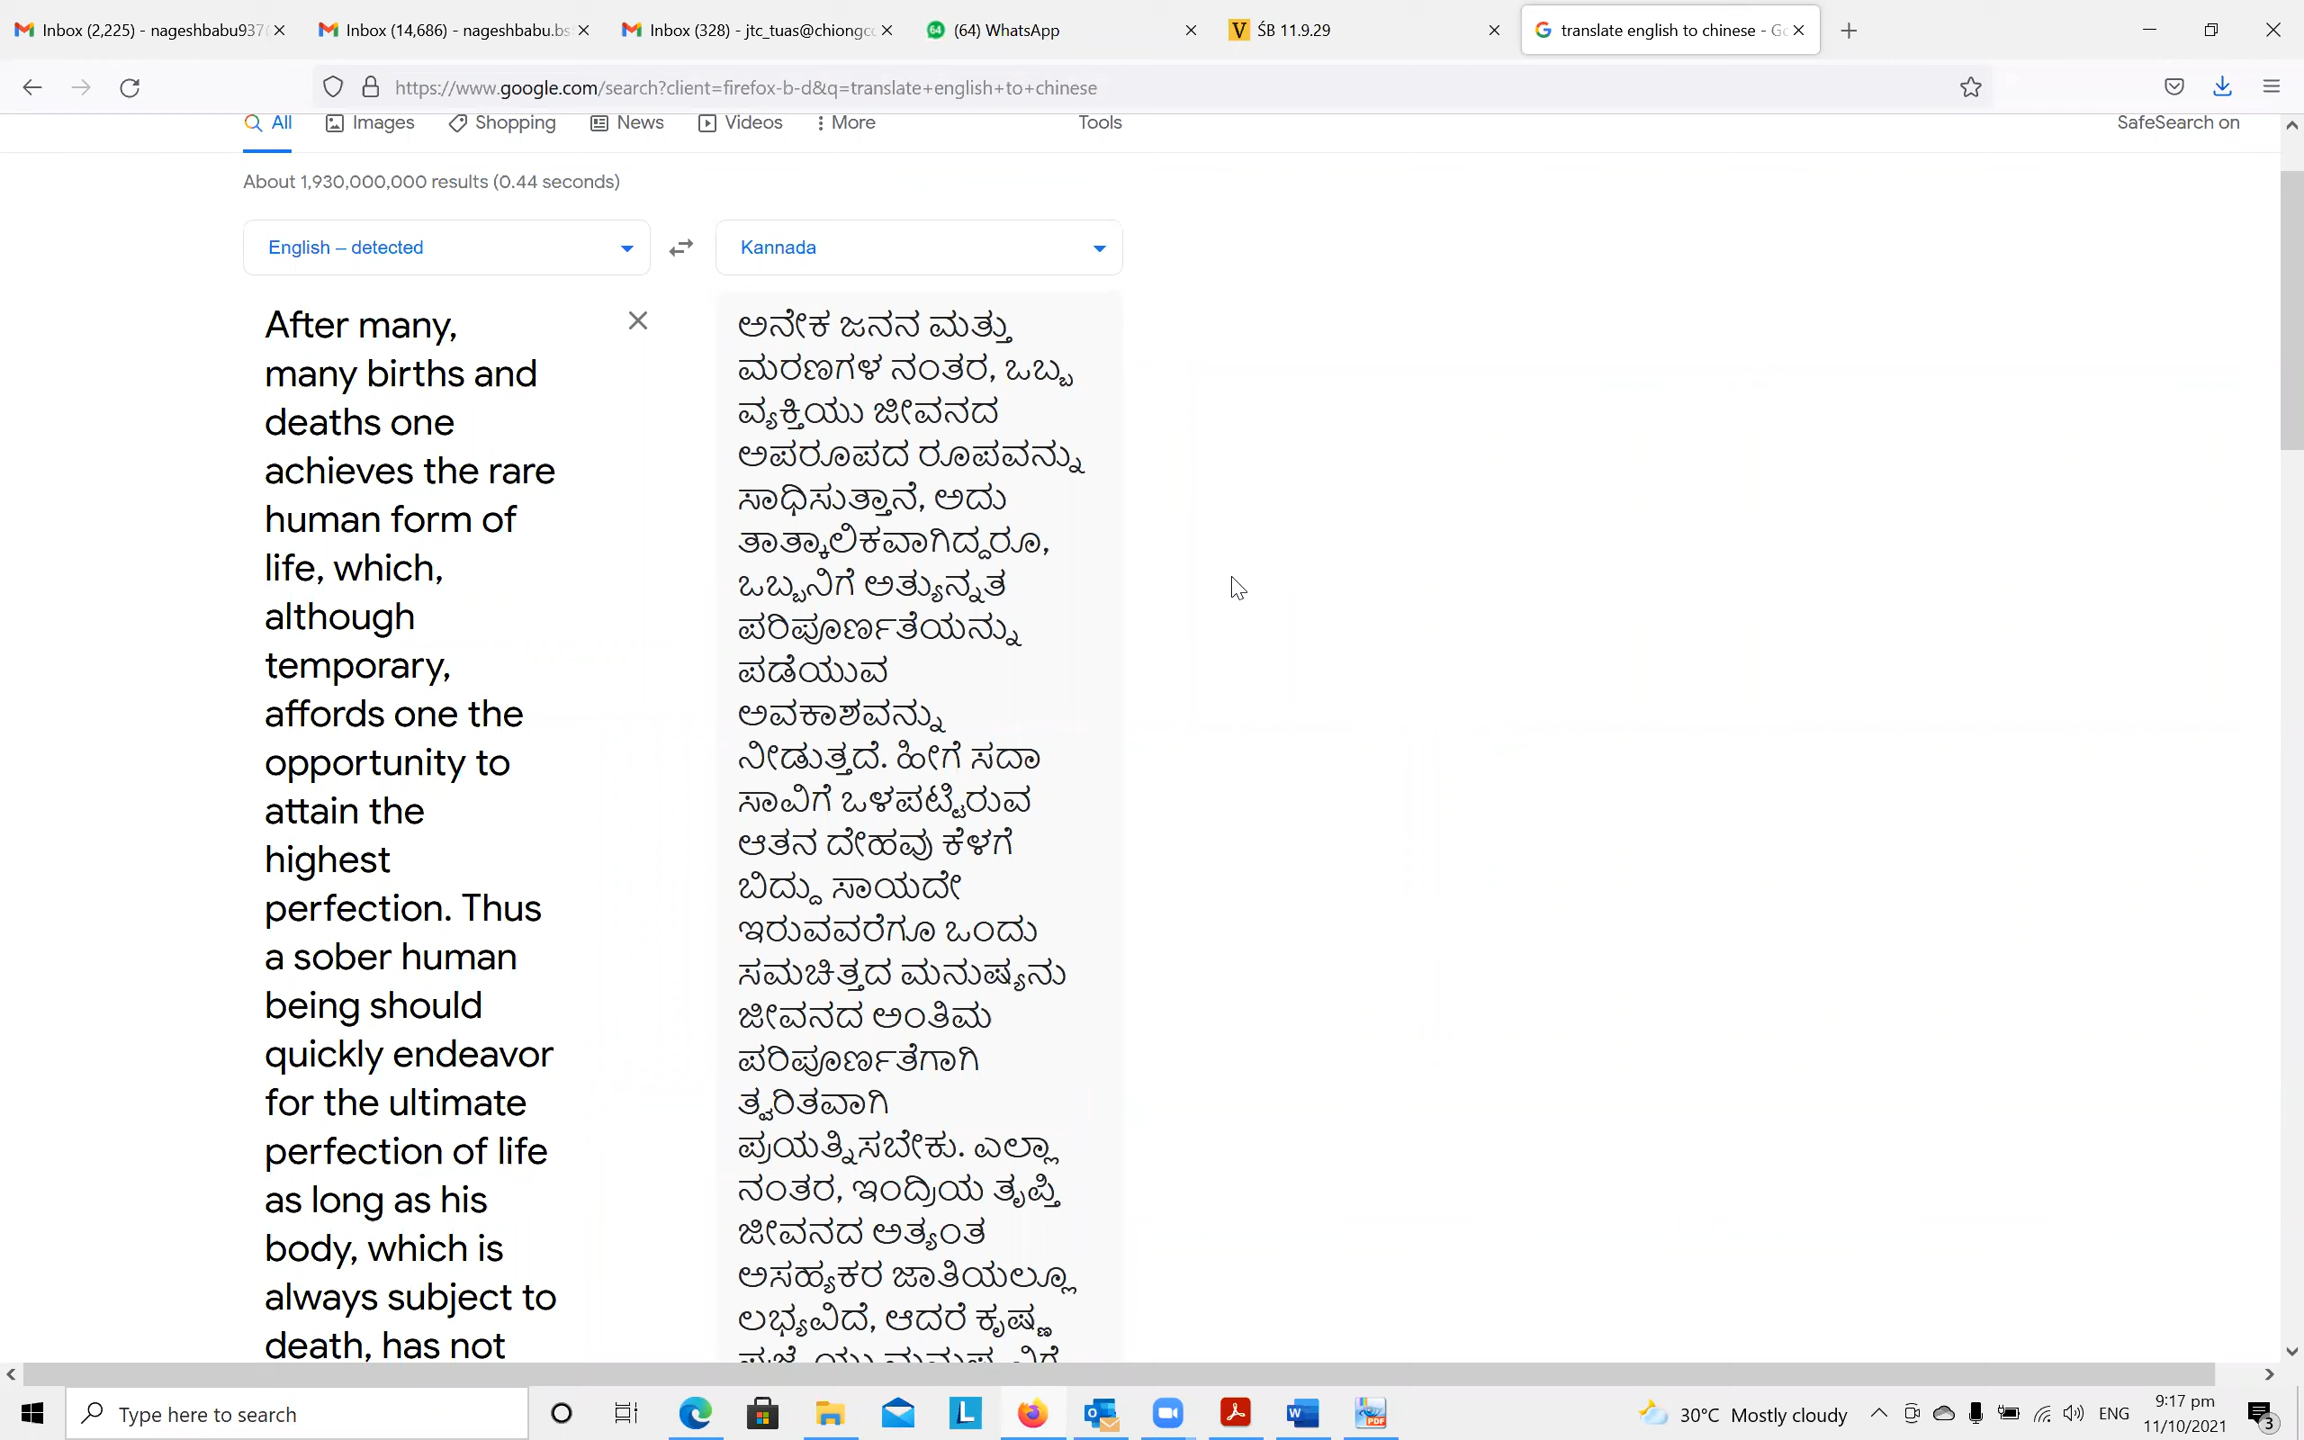 Inbox (2,225) - nageshbabu937(
Inbox (14,686) - nageshbabu.bs
Inbox (328) - jtc_tuas@chiongcc
64
(64) WhatsApp
V
ŚB 11.9.29
translate english to chinese - Go
https://www.google.com/search?client=firefox-b-d&q=translate+english+to+chinese
All
Images
Shopping
News
Videos
More
Tools
SafeSearch on
About 1,930,000,000 results (0.44 seconds)
English – detected
Kannada
After many,
many births and
deaths one
achieves the rare
human form of
life, which,
although
temporary,
affords one the
opportunity to
attain the
highest
perfection. Thus
a sober human
being should
quickly endeavor
for the ultimate
perfection of life
as long as his
body, which is
always subject to
death, has not
ಅನೇಕ ಜನನ ಮತ್ತು
ಮರಣಗಳ ನಂತರ, ಒಬ್ಬ
ವ್ಯಕ್ತಿಯು ಜೀವನದ
ಅಪರೂಪದ ರೂಪವನ್ನು
ಸಾಧಿಸುತ್ತಾನೆ, ಅದು
ತಾತ್ಕಾಲಿಕವಾಗಿದ್ದರೂ,
ಒಬ್ಬನಿಗೆ ಅತ್ಯುನ್ನತ
ಪರಿಪೂರ್ಣತೆಯನ್ನು
ಪಡೆಯುವ
ಅವಕಾಶವನ್ನು
ನೀಡುತ್ತದೆ. ಹೀಗೆ ಸದಾ
ಸಾವಿಗೆ ಒಳಪಟ್ಟಿರುವ
ಆತನ ದೇಹವು ಕೆಳಗೆ
ಬಿದ್ದು ಸಾಯದೇ
ಇರುವವರೆಗೂ ಒಂದು
ಸಮಚಿತ್ತದ ಮನುಷ್ಯನು
ಜೀವನದ ಅಂತಿಮ
ಪರಿಪೂರ್ಣತೆಗಾಗಿ
ತ್ವರಿತವಾಗಿ
ಪ್ರಯತ್ನಿಸಬೇಕು. ಎಲ್ಲಾ
ನಂತರ, ಇಂದ್ರಿಯ ತೃಪ್ತಿ
ಜೀವನದ ಅತ್ಯಂತ
ಅಸಹ್ಯಕರ ಜಾತಿಯಲ್ಲೂ
ಲಭ್ಯವಿದೆ, ಆದರೆ ಕೃಷ್ಣ
Type here to search
L
W
PDF
30°C Mostly cloudy
ENG
9:17 pm
11/10/2021
3